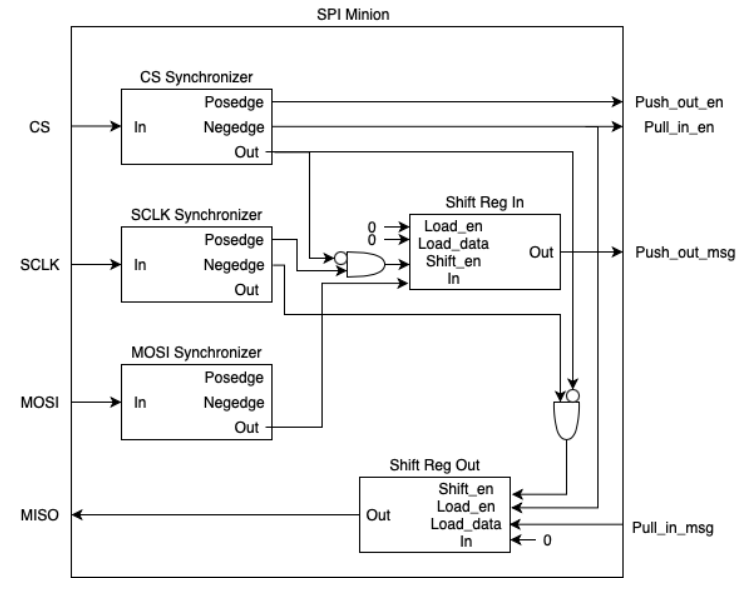 SPI Minion
CS Synchronizer
CS
In
Posedge
Negedge
Out
Push_out_en
Pull_in_en
SCLK Synchronizer
SCLK
In
Posedge
Negedge
Out
Shift Reg In
0
0
Load_en
Load_data
Shift_en
In
Out
Push_out_msg
MOSI Synchronizer
MOSI
In
Posedge
Negedge
Out
Shift Reg Out
MISO
Out
Shift_en
Load_en
Load_data
In
0
Pull_in_msg